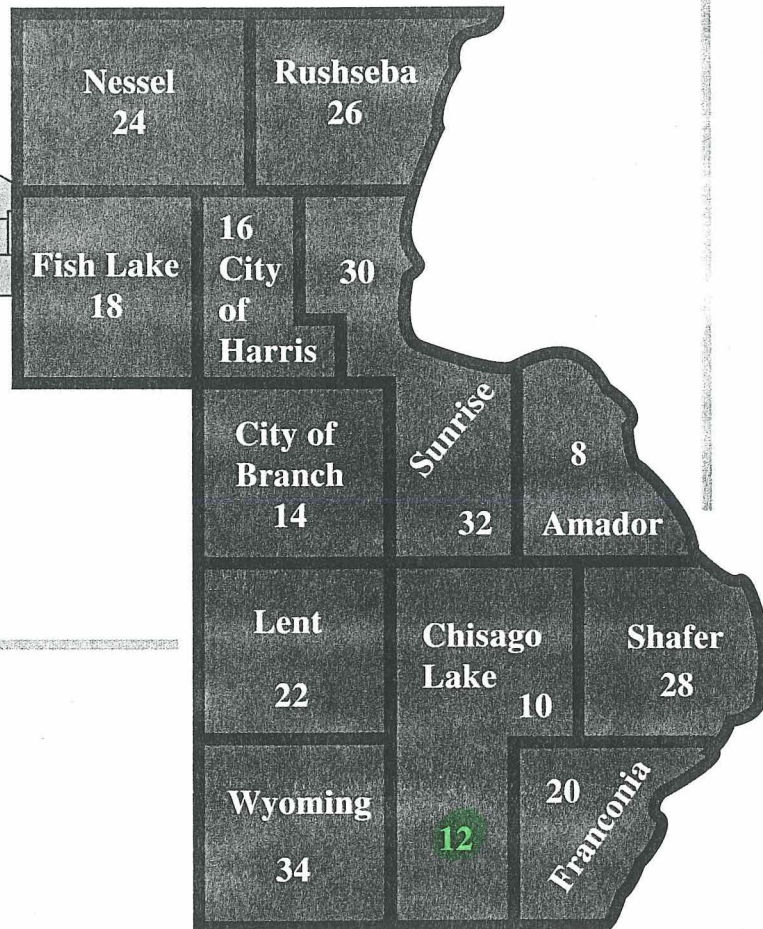 Nessel
24
Rushseba
26
Fish Lake
18
16
City
of
Harris
30
Sunrise
32
8
Amador
City of
Branch
14
Lent
22
Chisago
Lake
10
Shafer
28
Wyoming
34
12
20
Franconia